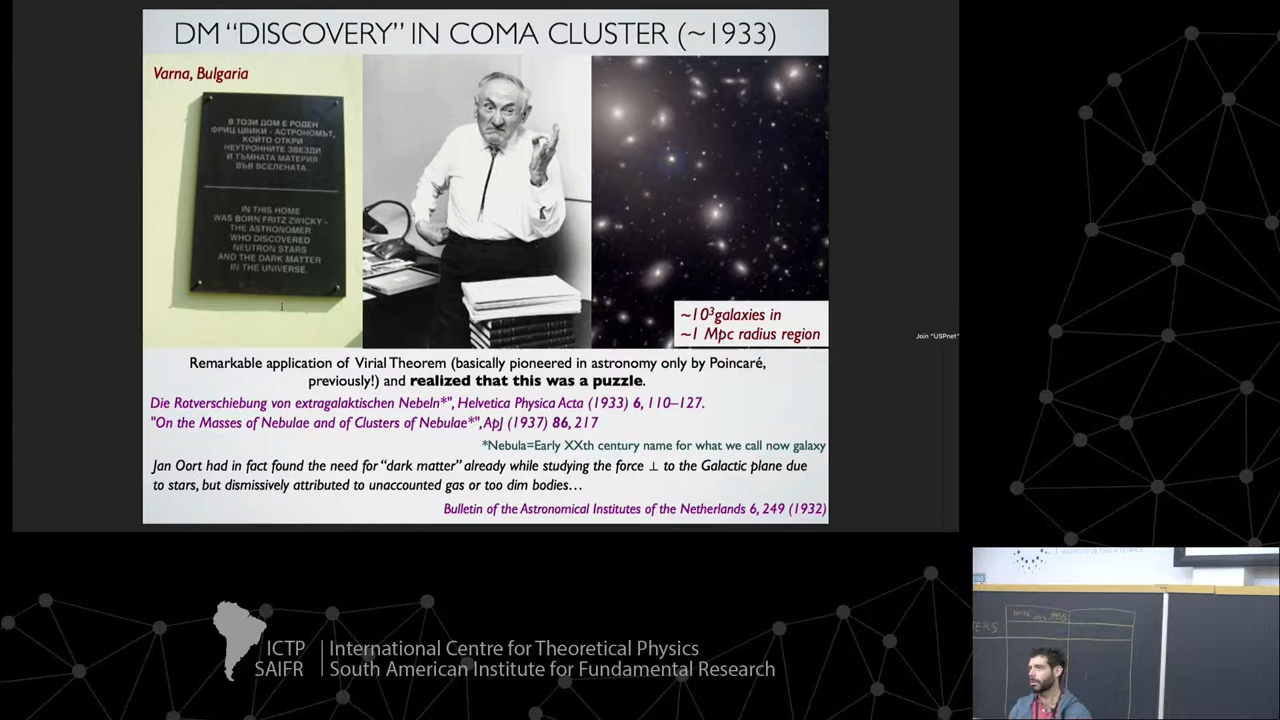 DM “DISCOVERY” IN COMA CLUSTER (~1933)
Varna, Bulgaria
В ТОЗИ ДОМ Е РОДЕН
ФРИЦ ЦВИКИ - АСТРОНОМЪТ,
КОЙТО ОТКРИ
НЕУТРОННИТЕ ЗВЕЗДИ
И ТЪМНАТА МАТЕРИЯ
ВЪВ ВСЕЛЕНАТА.
IN THIS HOME
WAS BORN FRITZ ZWICKY -
THE ASTRONOMER
WHO DISCOVERED
NEUTRON STARS
AND THE DARK MATTER
IN THE UNIVERSE.
~10³galaxies in
~1 Mpc radius region
Join "USPnet"
Remarkable application of Virial Theorem (basically pioneered in astronomy only by Poincaré,
previously!) and realized that this was a puzzle.
Die Rotverschiebung von extragalaktischen Nebeln*", Helvetica Physica Acta (1933) 6, 110–127.
"On the Masses of Nebulae and of Clusters of Nebulae*", ApJ (1937) 86, 217
*Nebula=Early XXth century name for what we call now galaxy
Jan Oort had in fact found the need for “dark matter” already while studying the force ⊥ to the Galactic plane due
to stars, but dismissively attributed to unaccounted gas or too dim bodies…
Bulletin of the Astronomical Institutes of the Netherlands 6, 249 (1932)
ICTP
SAIFR
International Centre for Theoretical Physics
South American Institute for Fundamental Research